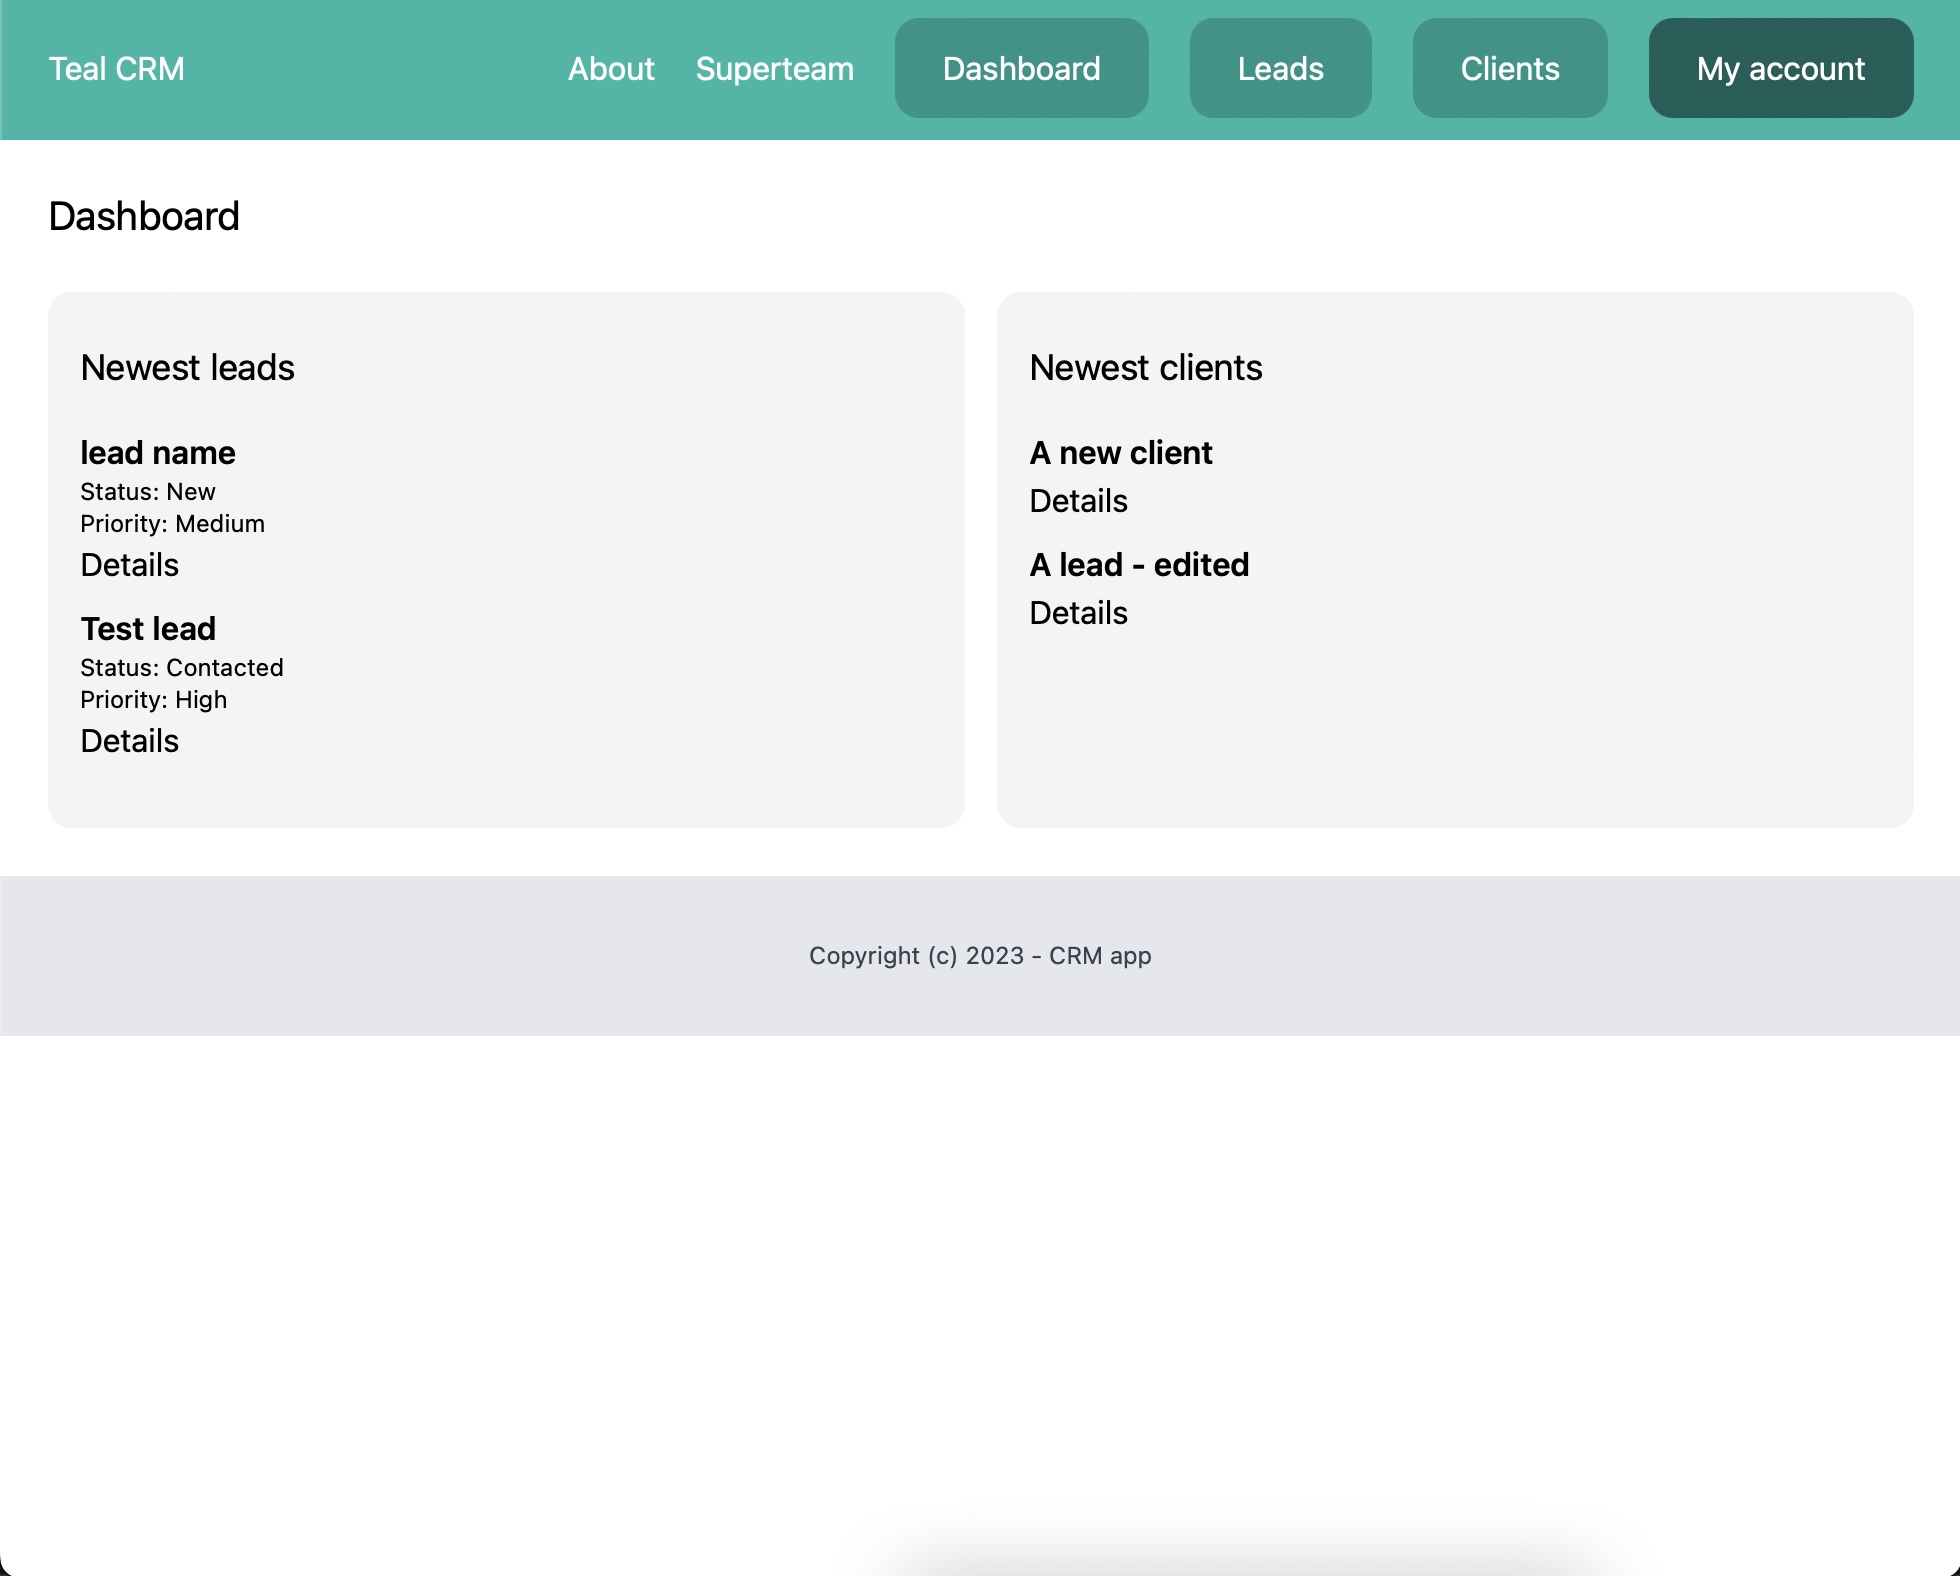 Teal CRM
About
Superteam
Dashboard
Leads
Clients
My account
Dashboard
Newest leads
lead name
Status: New
Priority: Medium
Details
Test lead
Status: Contacted
Priority: High
Details
Newest clients
A new client
Details
A lead - edited
Details
Copyright (c) 2023 - CRM app